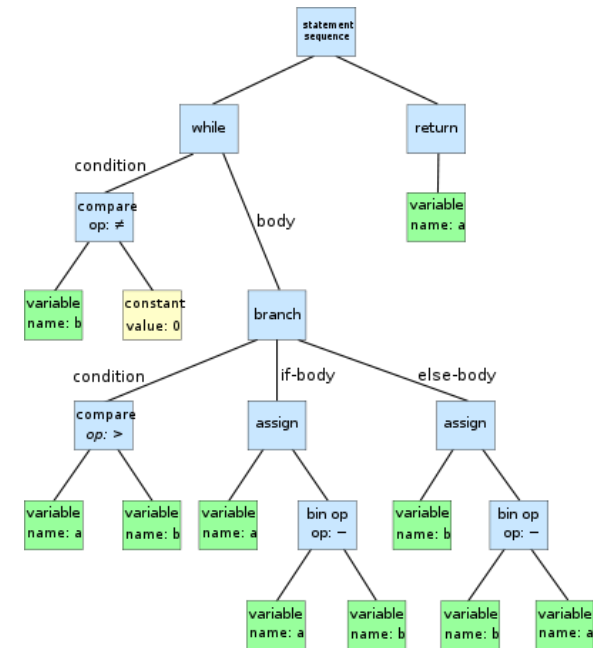 statement
sequence
while
return
condition
compare
op: ≠
body
variable
name: a
variable
name: b
constant
value: 0
branch
condition
if-body
else-body
compare
op: >
assign
assign
variable
name: a
variable
name: b
variable
name: a
bin op
op: −
variable
name: b
bin op
op: −
variable
name: a
variable
name: b
variable
name: b
variable
name: a